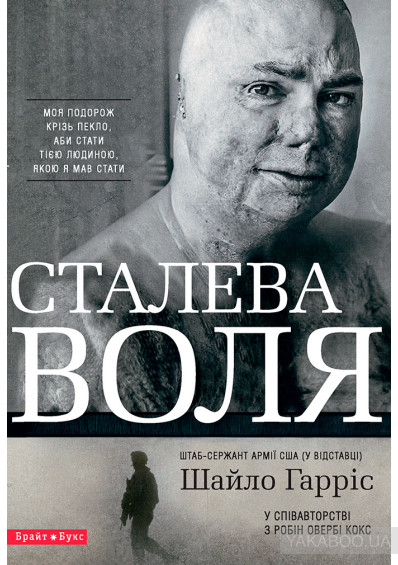 МОЯ ПОДОРОЖ
КРІЗЬ ПЕКЛО,
АБИ СТАТИ
ТІЄЮ ЛЮДИНОЮ,
ЯКОЮ Я МАВ СТАТИ
СТАЛЕВА
ВОЛЯ
ШТАБ-СЕРЖАНТ АРМІЇ США (У ВІДСТАВЦІ)
Шайло Гарріс
У СПІВАВТОРСТВІ
З РОБІН ОВЕРБІ КОКС
Брайт Букс
YAKABOO.UA